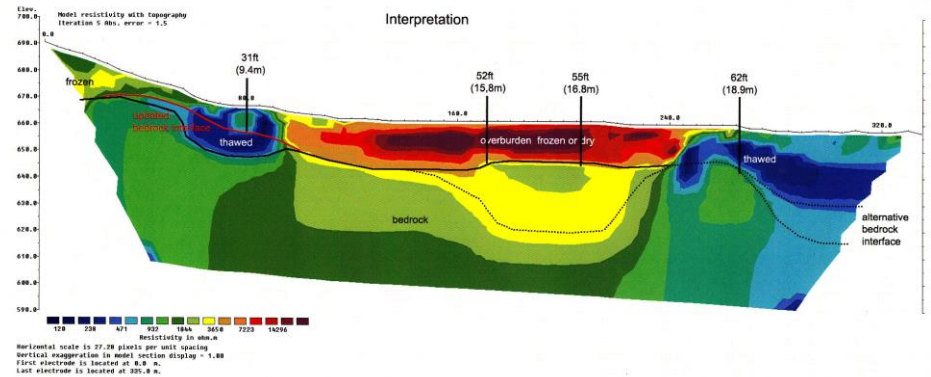 Interpretation
Elev.
Model resistivity with topography
Iteration 5 Abs. error = 1.5
700.0
690.0
680.0
670.0
660.0
650.0
640.0
630.0
620.0
610.0
600.0
590.0
0.0
80.0
160.0
240.0
320.0
31ft
(9.4m)
52ft
(15,8m)
55ft
(16.8m)
62ft
(18.9m)
frozen
updated
bedrock interface
thawed
overburden frozen or dry
thawed
bedrock
alternative
bedrock
interface
120 238 471 932 1844 3650 7223 14296
Resistivity in ohm.m
Horizontal scale is 27.20 pixels per unit spacing
Vertical exaggeration in model section display = 1.00
First electrode is located at 0.0 m.
Last electrode is located at 335.0 m.